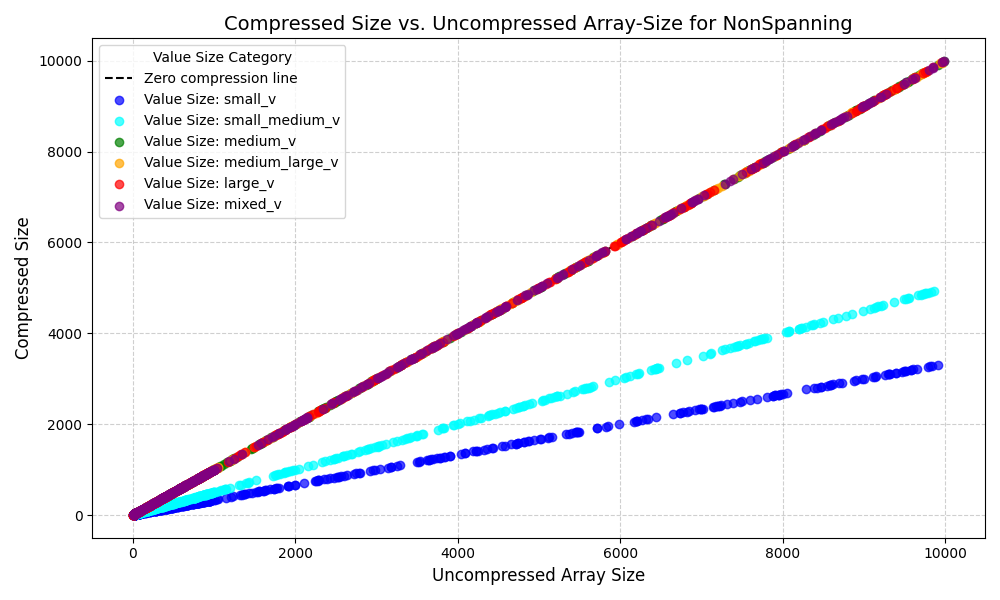 Compressed Size vs. Uncompressed Array-Size for NonSpanning
Value Size Category
Zero compression line
Value Size: small_v
Value Size: small_medium_v
Value Size: medium_v
Value Size: medium_large_v
Value Size: large_v
Value Size: mixed_v
Compressed Size
10000
8000
6000
4000
2000
0
0 2000 4000 6000 8000 10000
Uncompressed Array Size